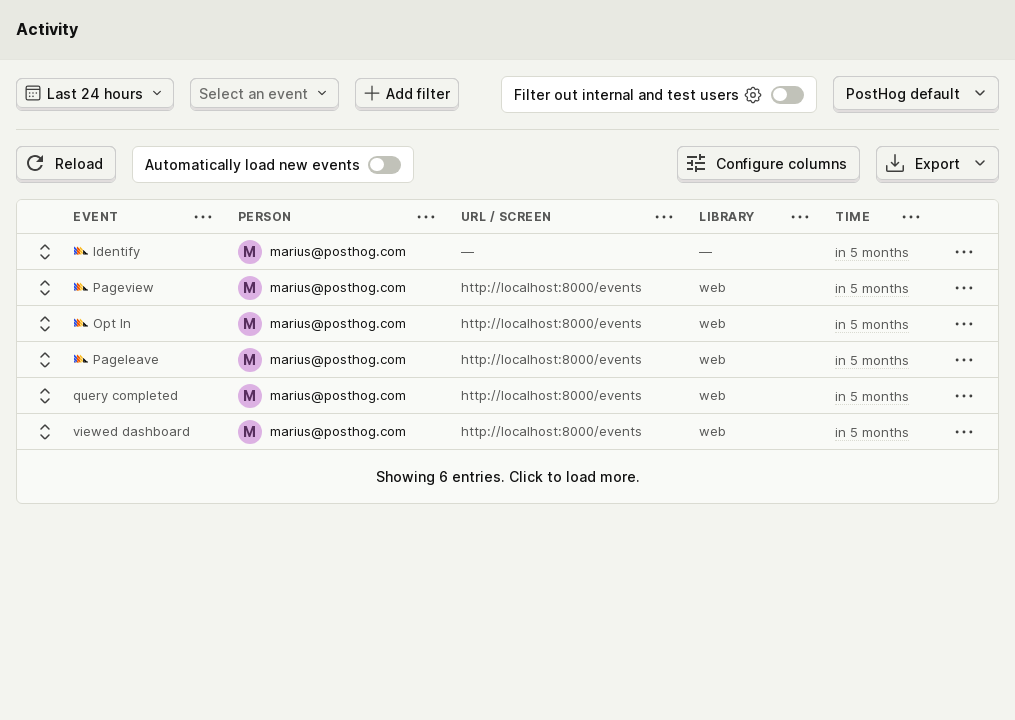 Activity
Last 24 hours Select an event Add filter Filter out internal and test users PostHog default
Reload Automatically load new events Configure columns Export
EVENT PERSON URL / SCREEN LIBRARY TIME
Identify M marius@posthog.com — — in 5 months
Pageview M marius@posthog.com http://localhost:8000/events web in 5 months
Opt In M marius@posthog.com http://localhost:8000/events web in 5 months
Pageleave M marius@posthog.com http://localhost:8000/events web in 5 months
query completed M marius@posthog.com http://localhost:8000/events web in 5 months
viewed dashboard M marius@posthog.com http://localhost:8000/events web in 5 months
Showing 6 entries. Click to load more.